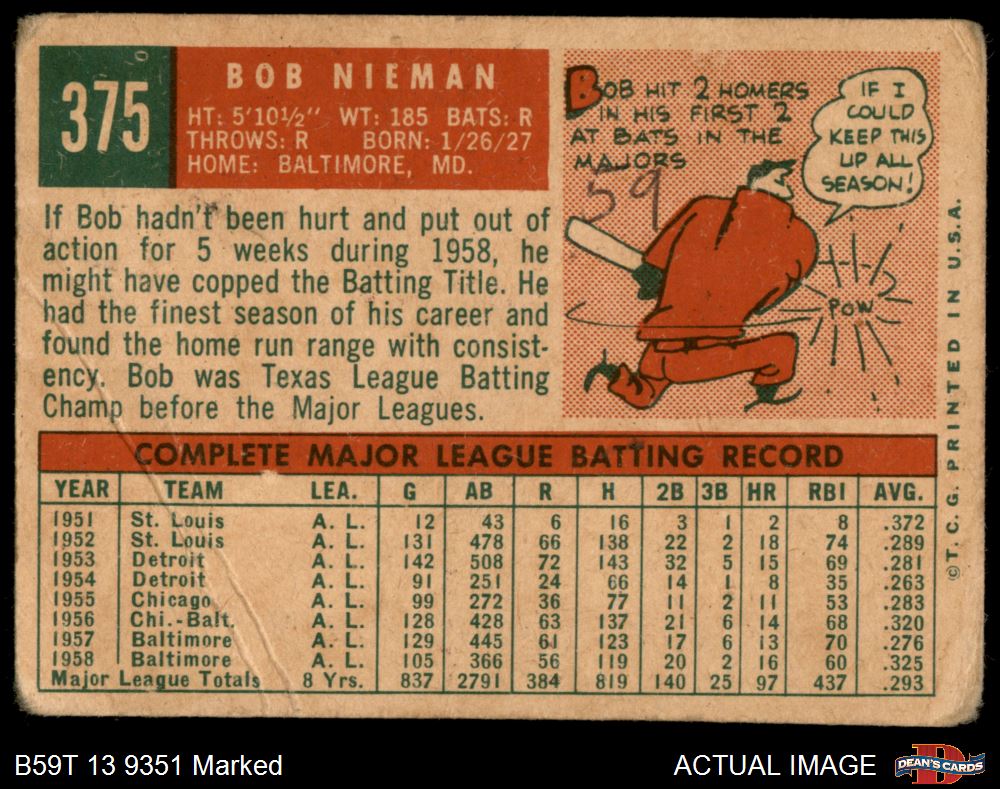 375
BOB NIEMAN
HT: 5'10½" WT: 185 BATS: R
THROWS: R BORN: 1/26/27
HOME: BALTIMORE, MD.
If Bob hadn't been hurt and put out of
action for 5 weeks during 1958, he
might have copped the Batting Title. He
had the finest season of his career and
found the home run range with consist-
ency. Bob was Texas League Batting
Champ before the Major Leagues.
BOB HIT 2 HOMERS
IN HIS FIRST 2
AT BATS IN THE
MAJORS
59
IF I
COULD
KEEP THIS
UP ALL
SEASON!
POW
©T.C.G. PRINTED IN U.S.A.
COMPLETE MAJOR LEAGUE BATTING RECORD
YEAR TEAM LEA. G AB R H 2B 3B HR RBI AVG.
1951 St. Louis A. L. 12 43 6 16 3 1 2 8 .372
1952 St. Louis A. L. 131 478 66 138 22 2 18 74 .289
1953 Detroit A. L. 142 508 72 143 32 5 15 69 .281
1954 Detroit A. L. 91 251 24 66 14 1 8 35 .263
1955 Chicago A. L. 99 272 36 77 11 2 11 53 .283
1956 Chi.-Balt. A. L. 128 428 63 137 21 6 14 68 .320
1957 Baltimore A. L. 129 445 61 123 17 6 13 70 .276
1958 Baltimore A. L. 105 366 56 119 20 2 16 60 .325
Major League Totals 8 Yrs. 837 2791 384 819 140 25 97 437 .293
B59T 13 9351 Marked
ACTUAL IMAGE
DEAN'S CARDS